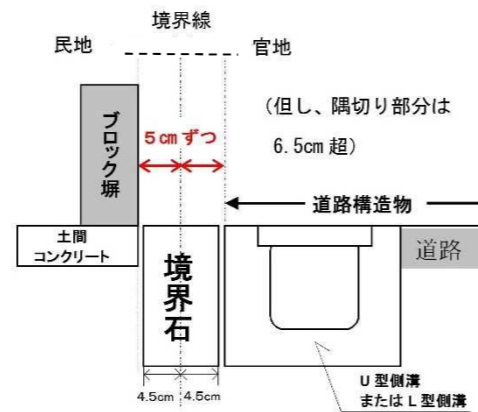 境界線
民地
官地
ブロック塀
5cmずつ
（但し、隅切り部分は
6.5cm超）
道路構造物
土間
コンクリート
境界石
道路
4.5cm
4.5cm
U型側溝
またはL型側溝